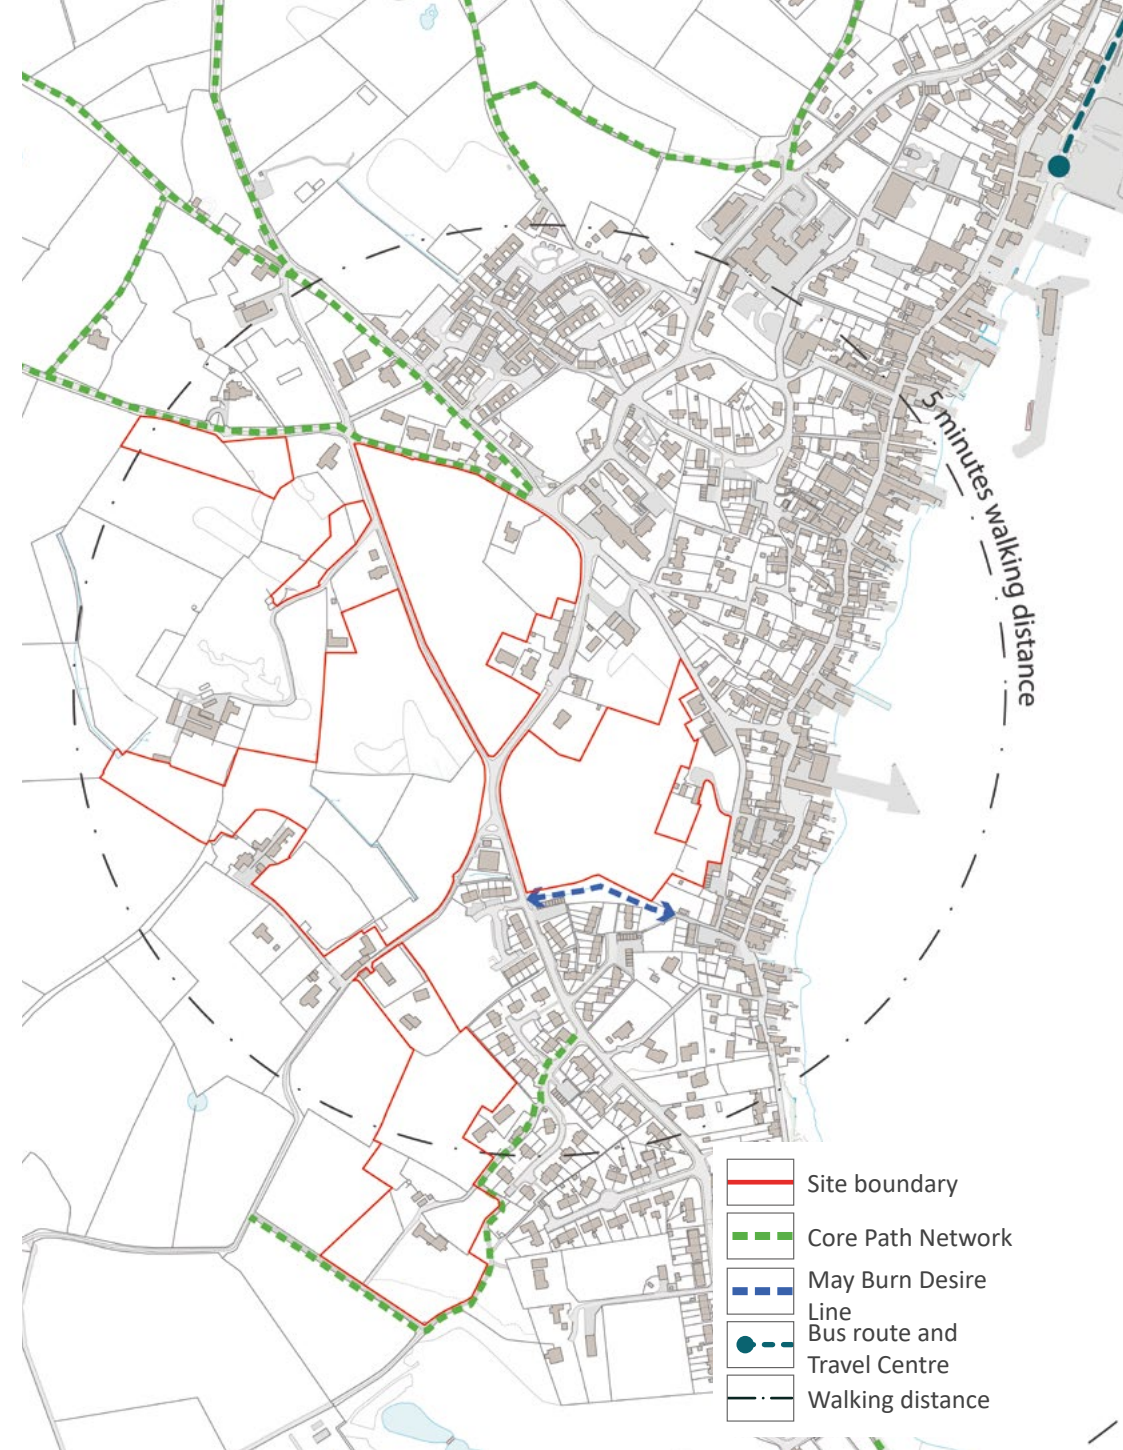 5 minutes walking distance
Site boundary
Core Path Network
May Burn Desire
Line
Bus route and
Travel Centre
Walking distance